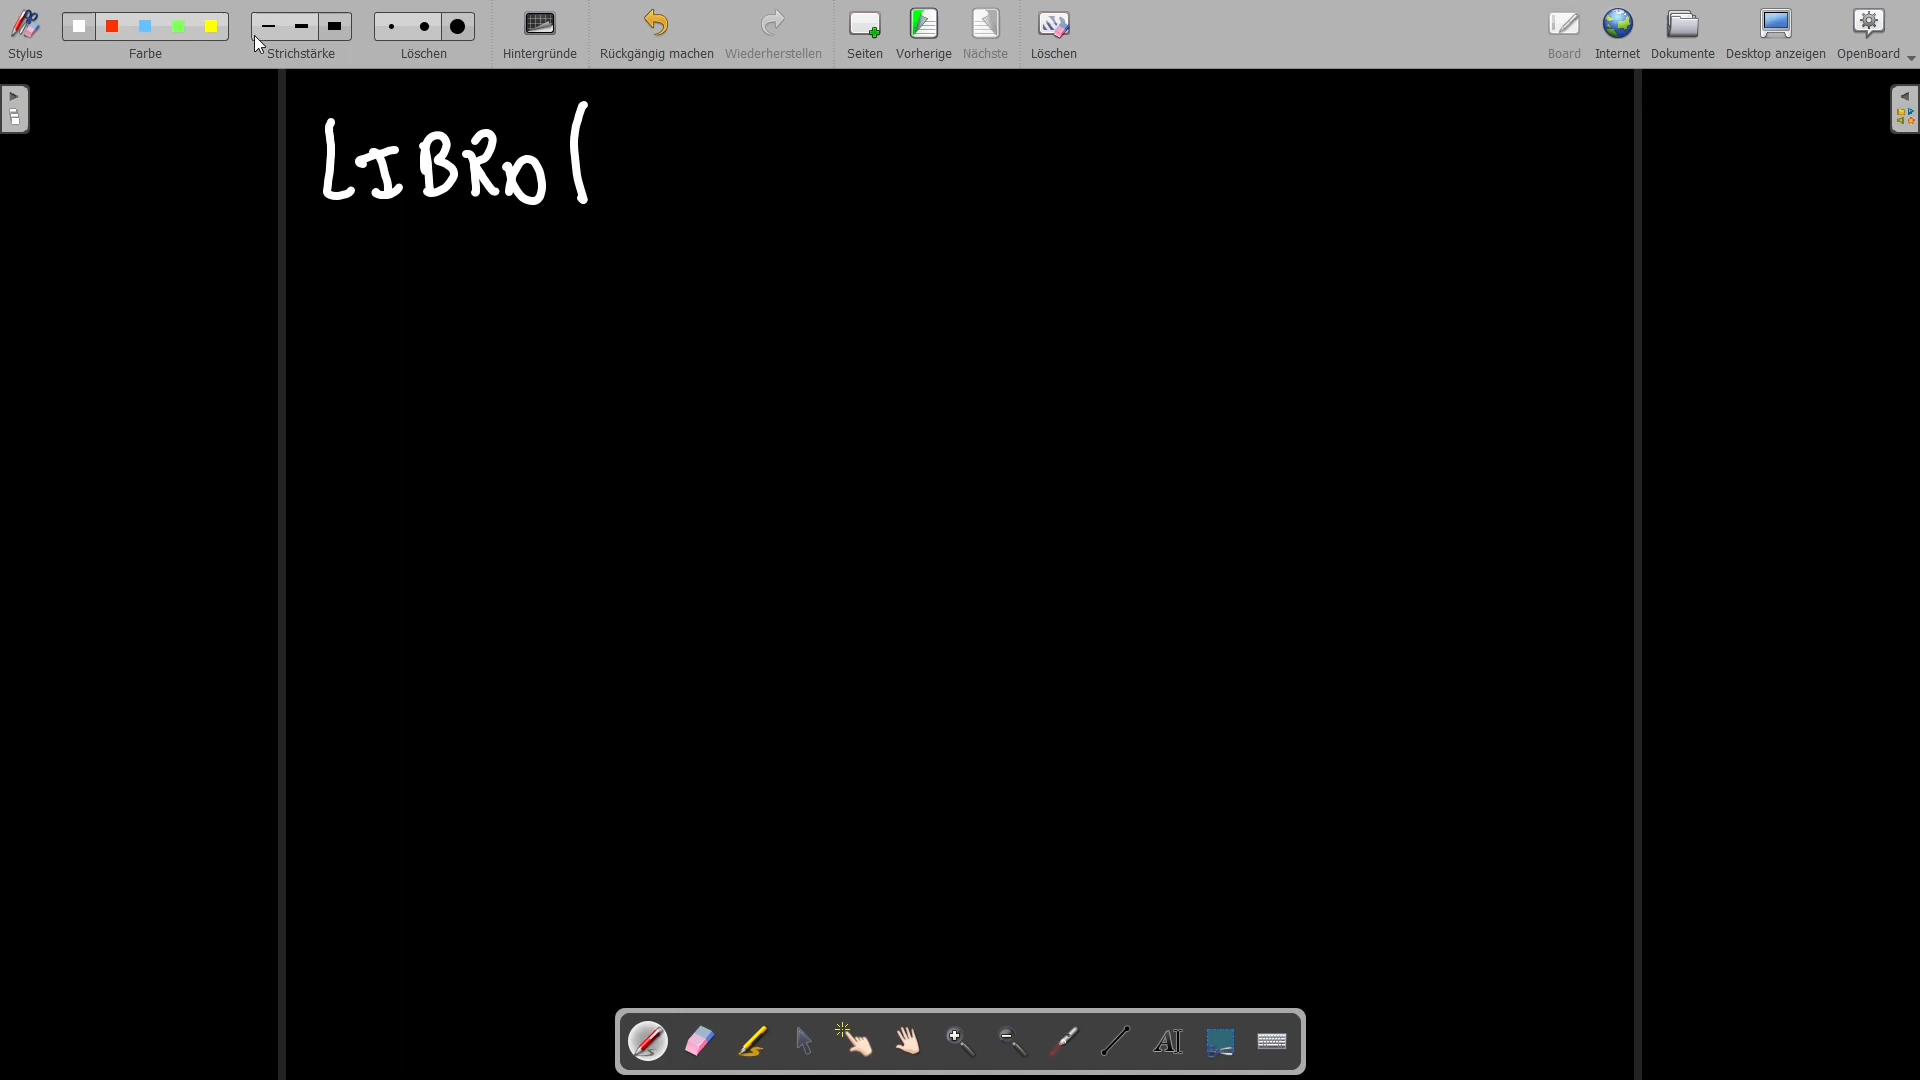 Stylus Farbe Strichstärke Löschen Hintergründe Rückgängig machen Wiederherstellen Seiten Vorherige Nächste Löschen Board Internet Dokumente Desktop anzeigen OpenBoard
LIBRO (